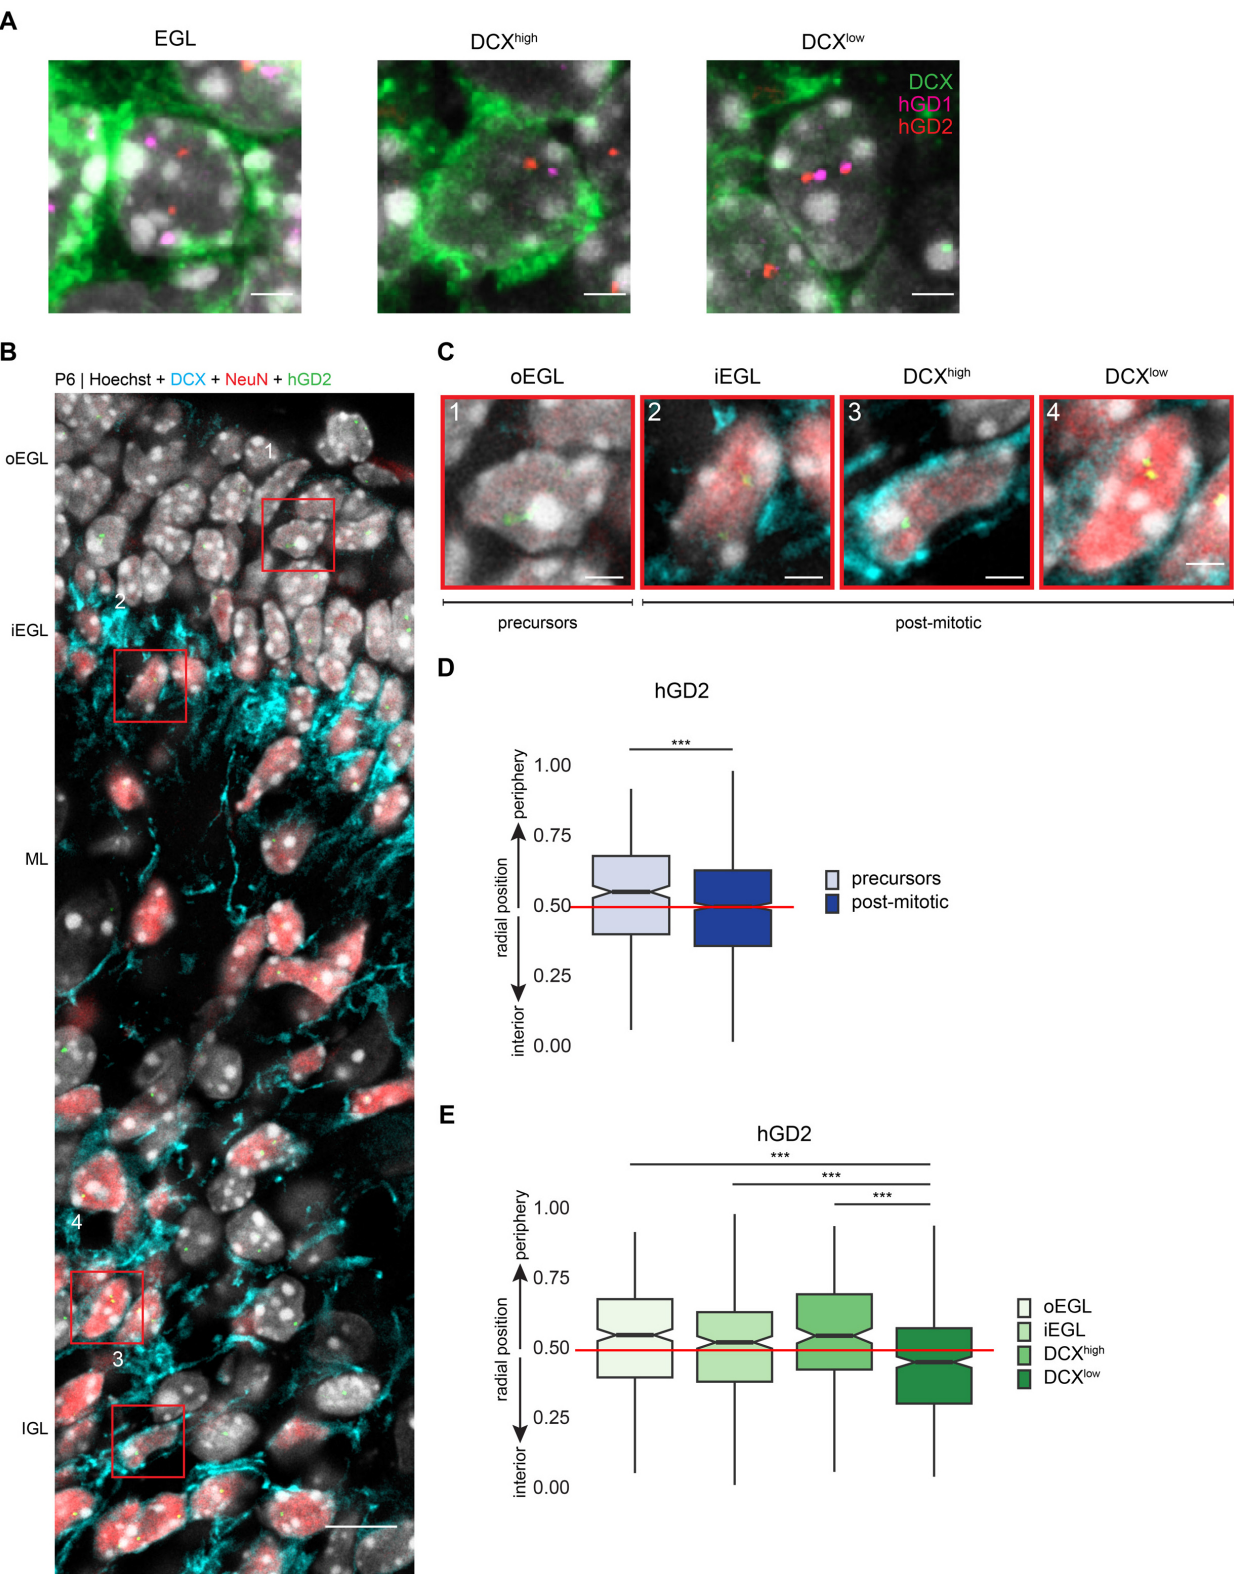 A
EGL
DCXhigh
DCXlow
DCX
hGD1
hGD2
B
P6 | Hoechst + DCX + NeuN + hGD2
oEGL
iEGL
ML
IGL
1
2
4
3
C
oEGL
iEGL
DCXhigh
DCXlow
1
2
3
4
precursors
post-mitotic
D
hGD2
***
1.00
0.75
0.50
0.25
0.00
periphery
radial position
interior
precursors
post-mitotic
E
hGD2
***
***
***
1.00
0.75
0.50
0.25
0.00
periphery
radial position
interior
oEGL
iEGL
DCXhigh
DCXlow